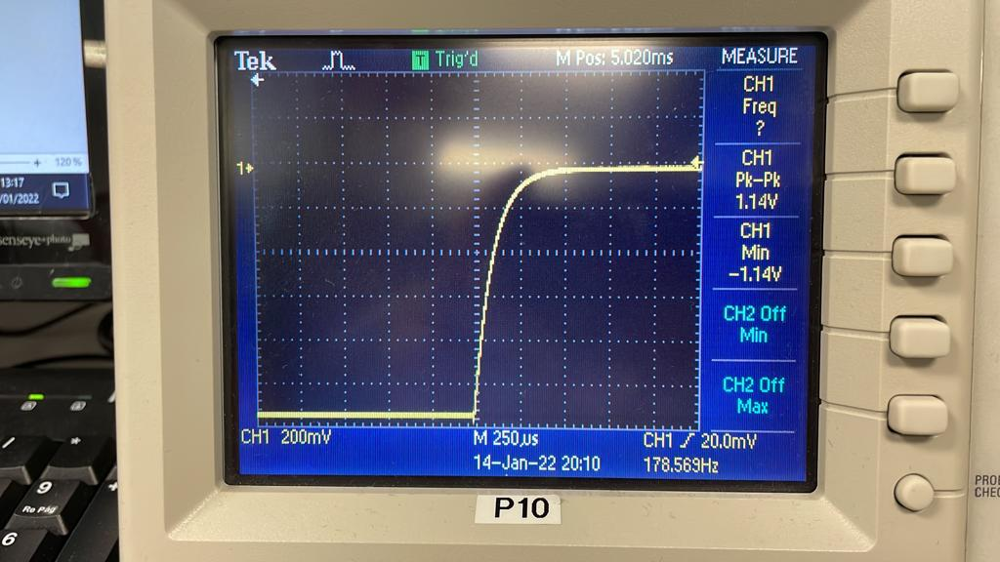 Tek
Trig'd
M Pos: 5.020ms
MEASURE
CH1
Freq
?
1
CH1
Pk-Pk
1.14V
CH1
Min
-1.14V
CH2 Off
Min
CH2 Off
Max
CH1 200mV
M 250µs
CH1 / 20.0mV
14-Jan-22 20:10
178.569Hz
P10
+ 120 %
13:17
/01/2022
senseye+photo
/
*
9
Re Pág
6
PROB
CHEC